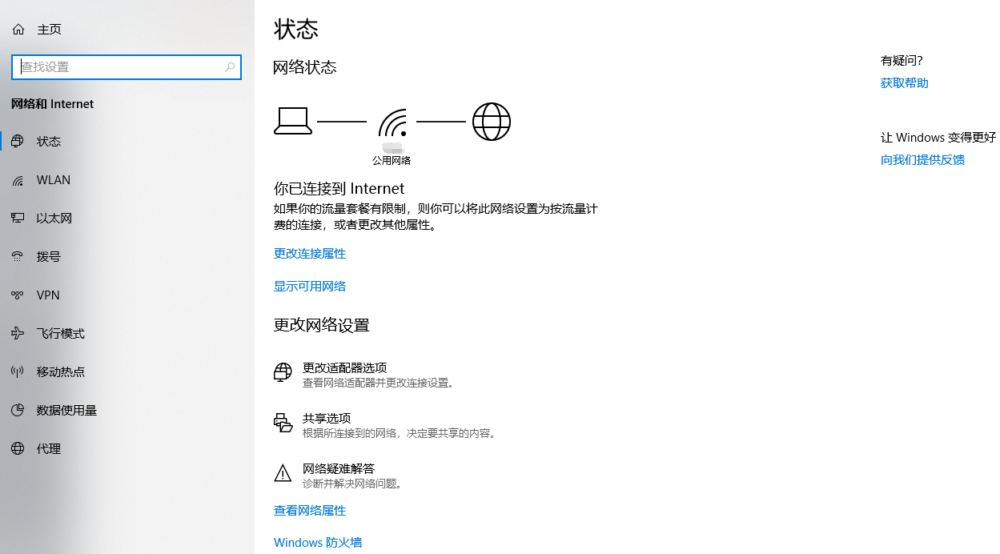 主页
查找设置
网络和 Internet
状态
WLAN
以太网
拨号
VPN
飞行模式
移动热点
数据使用量
代理
状态
网络状态
公用网络
你已连接到 Internet
如果你的流量套餐有限制，则你可以将此网络设置为按流量计
费的连接，或者更改其他属性。
更改连接属性
显示可用网络
更改网络设置
更改适配器选项
查看网络适配器并更改连接设置。
共享选项
根据所连接到的网络，决定要共享的内容。
网络疑难解答
诊断并解决网络问题。
查看网络属性
Windows 防火墙
有疑问?
获取帮助
让 Windows 变得更好
向我们提供反馈